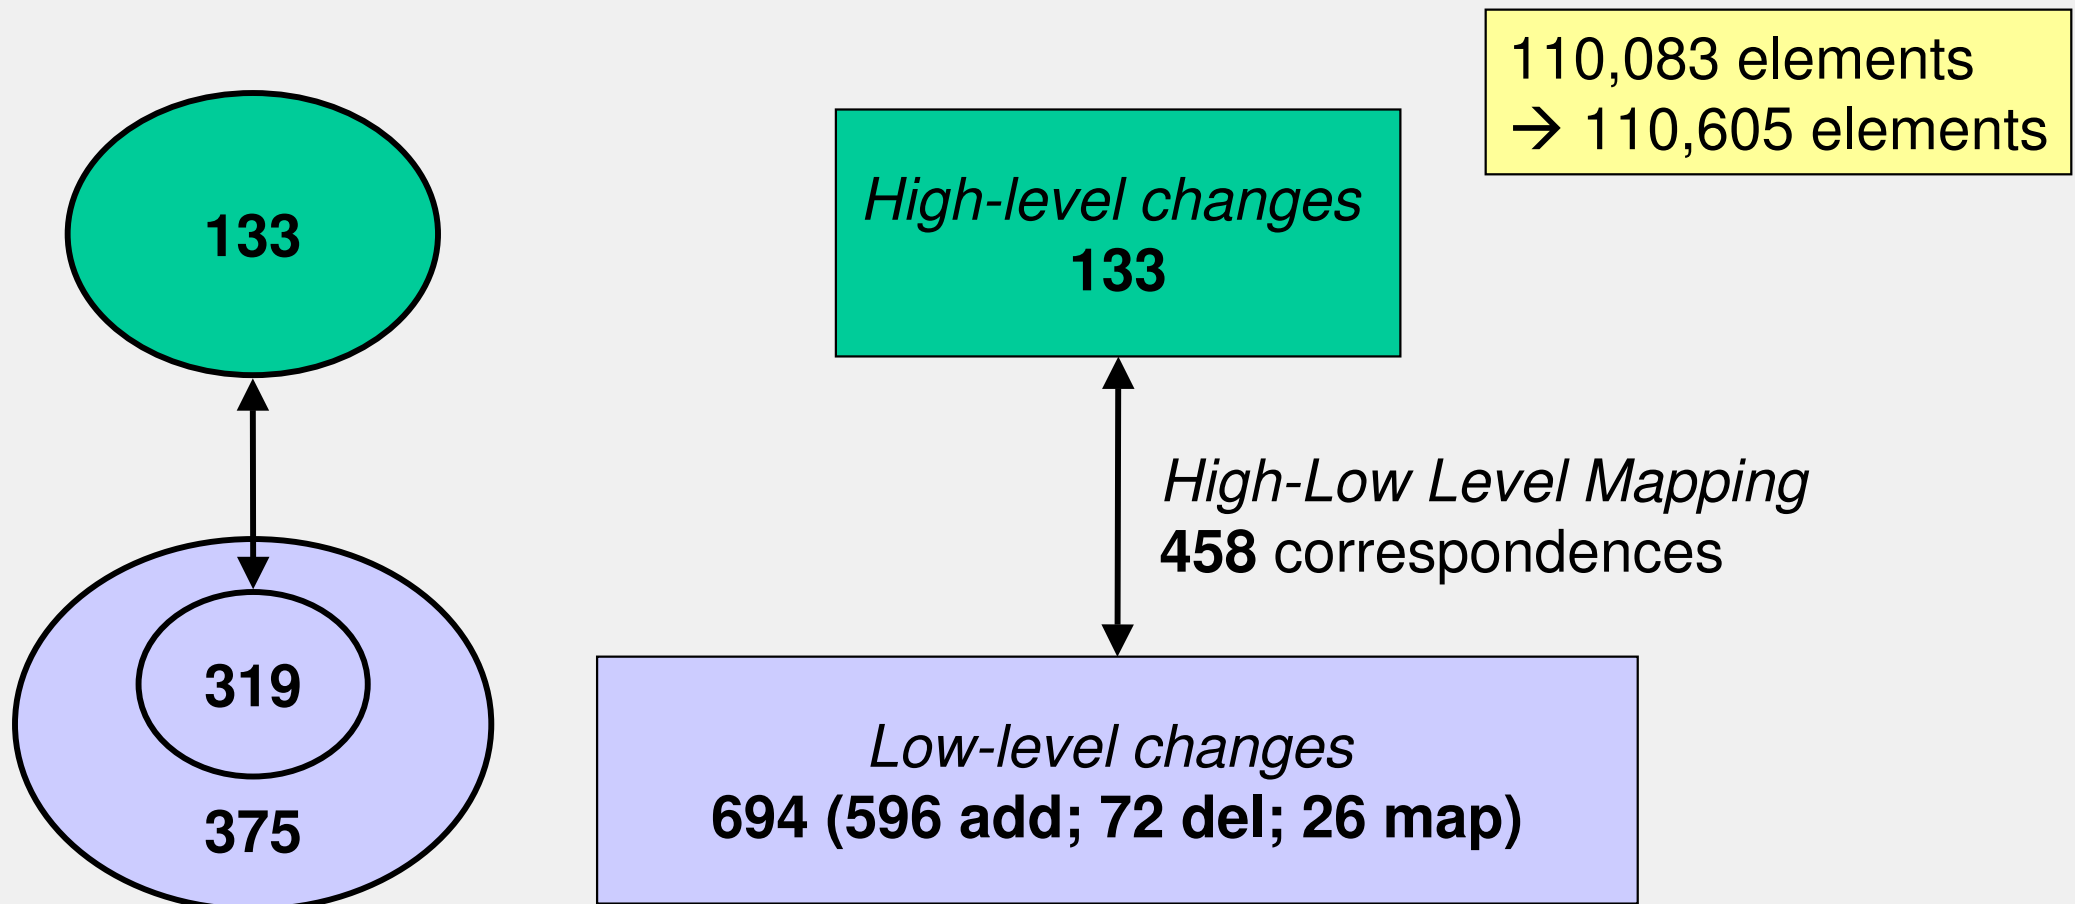 110,083 elements
→ 110,605 elements
133
High-level changes
133
High-Low Level Mapping
458 correspondences
319
375
Low-level changes
694 (596 add; 72 del; 26 map)